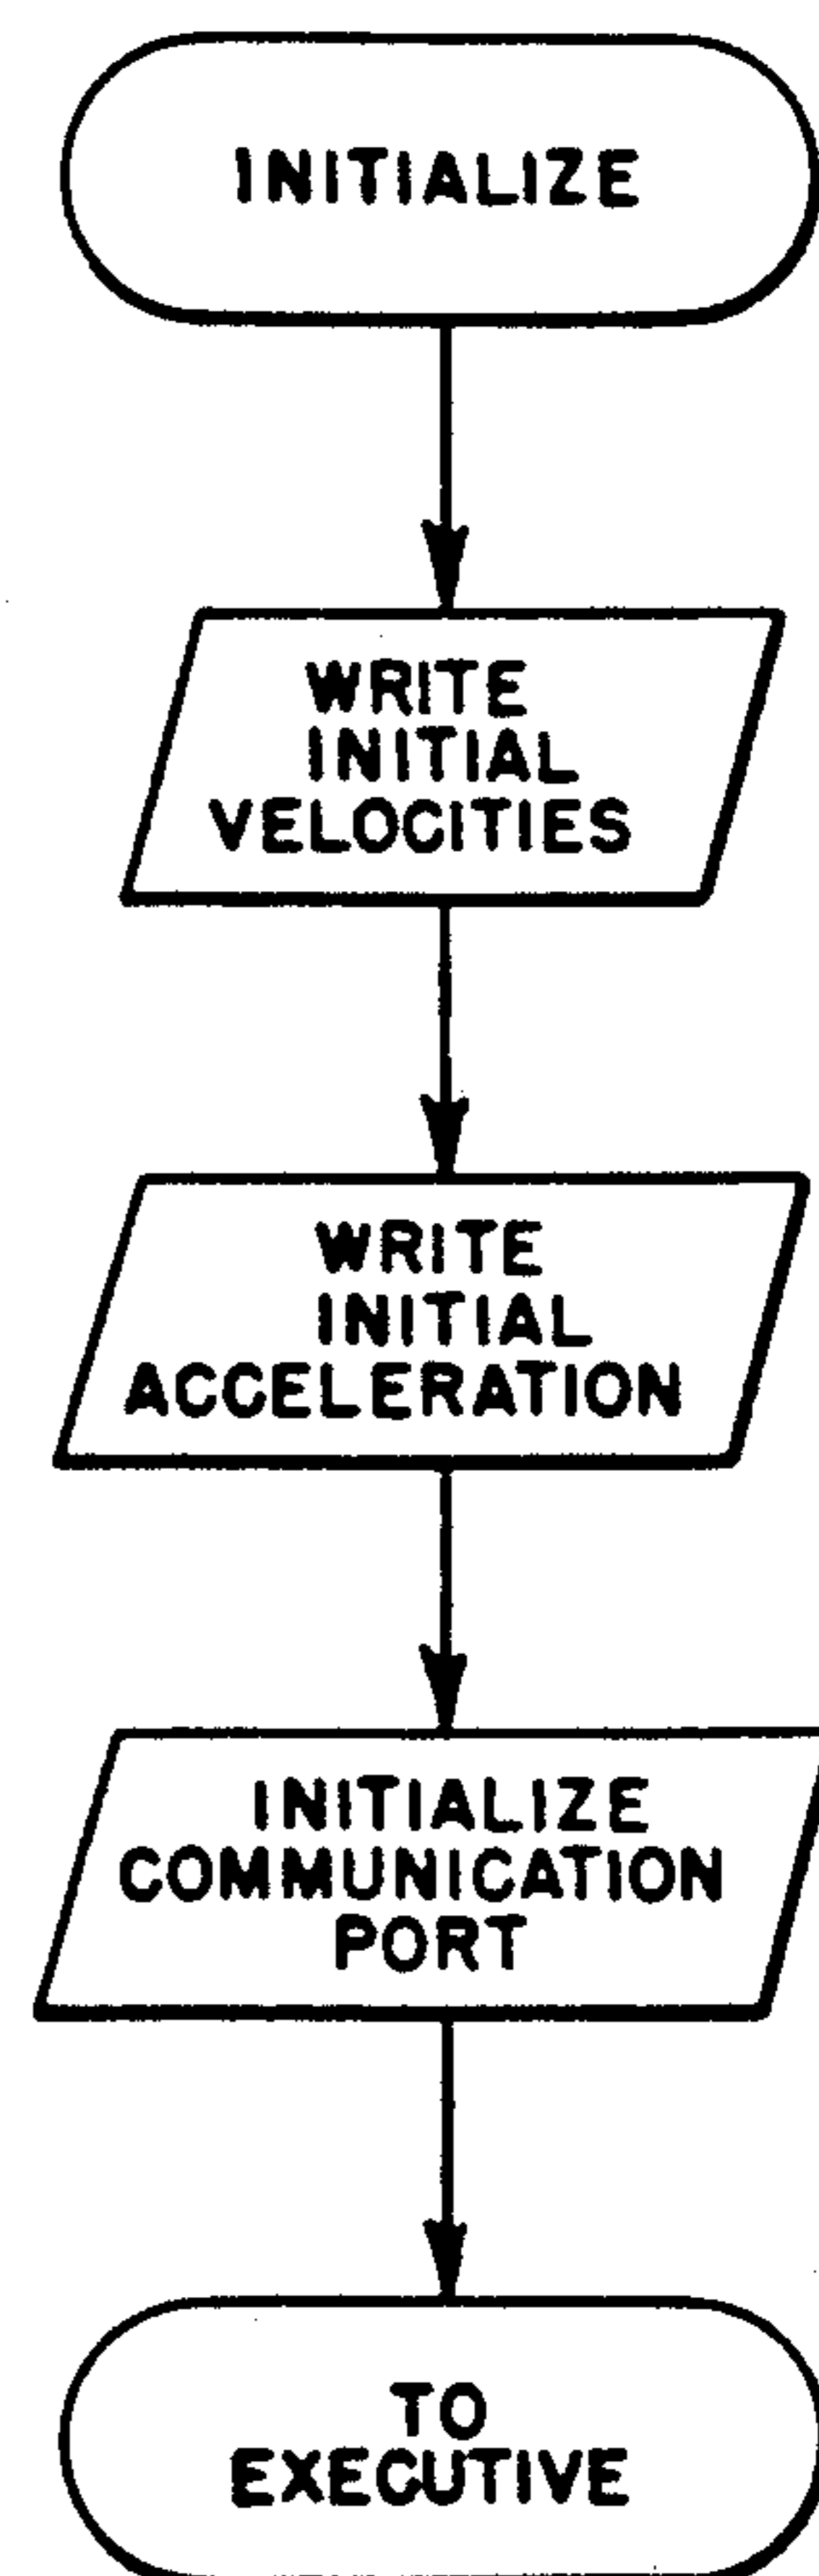 INITIALIZE
WRITE
INITIAL
VELOCITIES
WRITE
INITIAL
ACCELERATION
INITIALIZE
COMMUNICATION
PORT
TO
EXECUTIVE